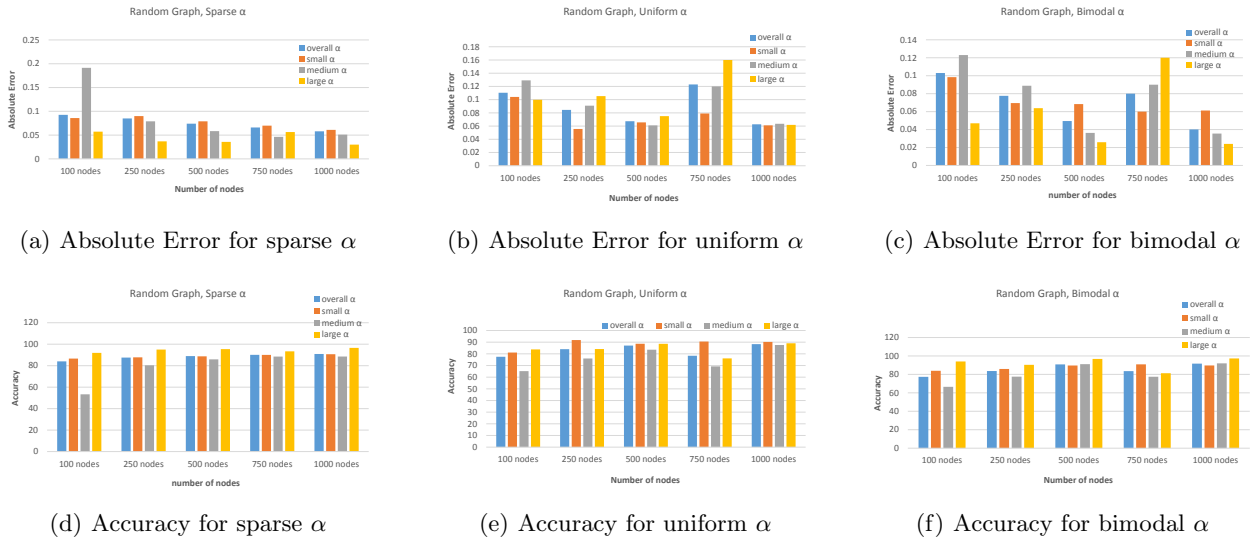 Random Graph, Sparse α
0.25
0.2
0.15
0.1
0.05
0
Absolute Error
overall α
small α
medium α
large α
100 nodes 250 nodes 500 nodes 750 nodes 1000 nodes
Number of nodes
(a) Absolute Error for sparse α
Random Graph, Uniform α
0.18
0.16
0.14
0.12
0.1
0.08
0.06
0.04
0.02
0
Absolute Error
overall α
small α
medium α
large α
100 nodes 250 nodes 500 nodes 750 nodes 1000 nodes
Number of nodes
(b) Absolute Error for uniform α
Random Graph, Bimodal α
0.14
0.12
0.1
0.08
0.06
0.04
0.02
0
Absolute Error
overall α
small α
medium α
large α
100 nodes 250 nodes 500 nodes 750 nodes 1000 nodes
number of nodes
(c) Absolute Error for bimodal α
Random Graph, Sparse α
120
100
80
60
40
20
0
Accuracy
overall α
small α
medium α
large α
100 nodes 250 nodes 500 nodes 750 nodes 1000 nodes
number of nodes
(d) Accuracy for sparse α
Random Graph, Uniform α
100
90
80
70
60
50
40
30
20
10
0
Accuracy
overall α small α medium α large α
100 nodes 250 nodes 500 nodes 750 nodes 1000 nodes
Number of nodes
(e) Accuracy for uniform α
Random Graph, Bimodal α
120
100
80
60
40
20
0
Accuracy
overall α
small α
medium α
large α
100 nodes 250 nodes 500 nodes 750 nodes 1000 nodes
Number of nodes
(f) Accuracy for bimodal α